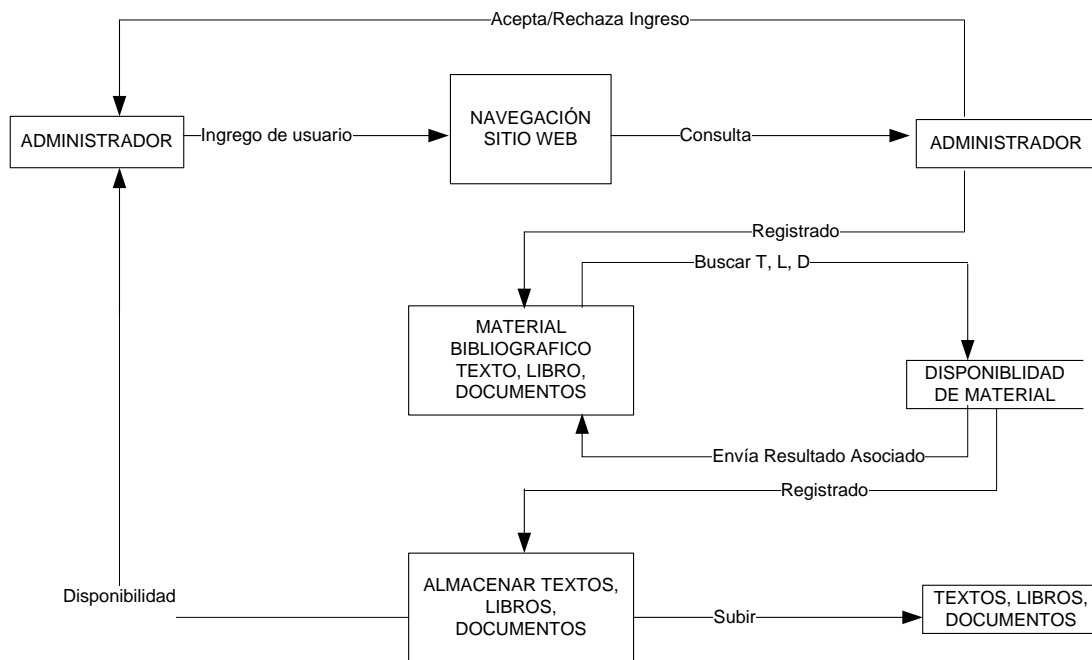 Acepta/Rechaza Ingreso
ADMINISTRADOR
Ingrego de usuario
NAVEGACIÓN
SITIO WEB
Consulta
ADMINISTRADOR
Registrado
Buscar T, L, D
MATERIAL
BIBLIOGRAFICO
TEXTO, LIBRO,
DOCUMENTOS
DISPONIBLIDAD
DE MATERIAL
Envía Resultado Asociado
Registrado
Disponibilidad
ALMACENAR TEXTOS,
LIBROS,
DOCUMENTOS
Subir
TEXTOS, LIBROS,
DOCUMENTOS